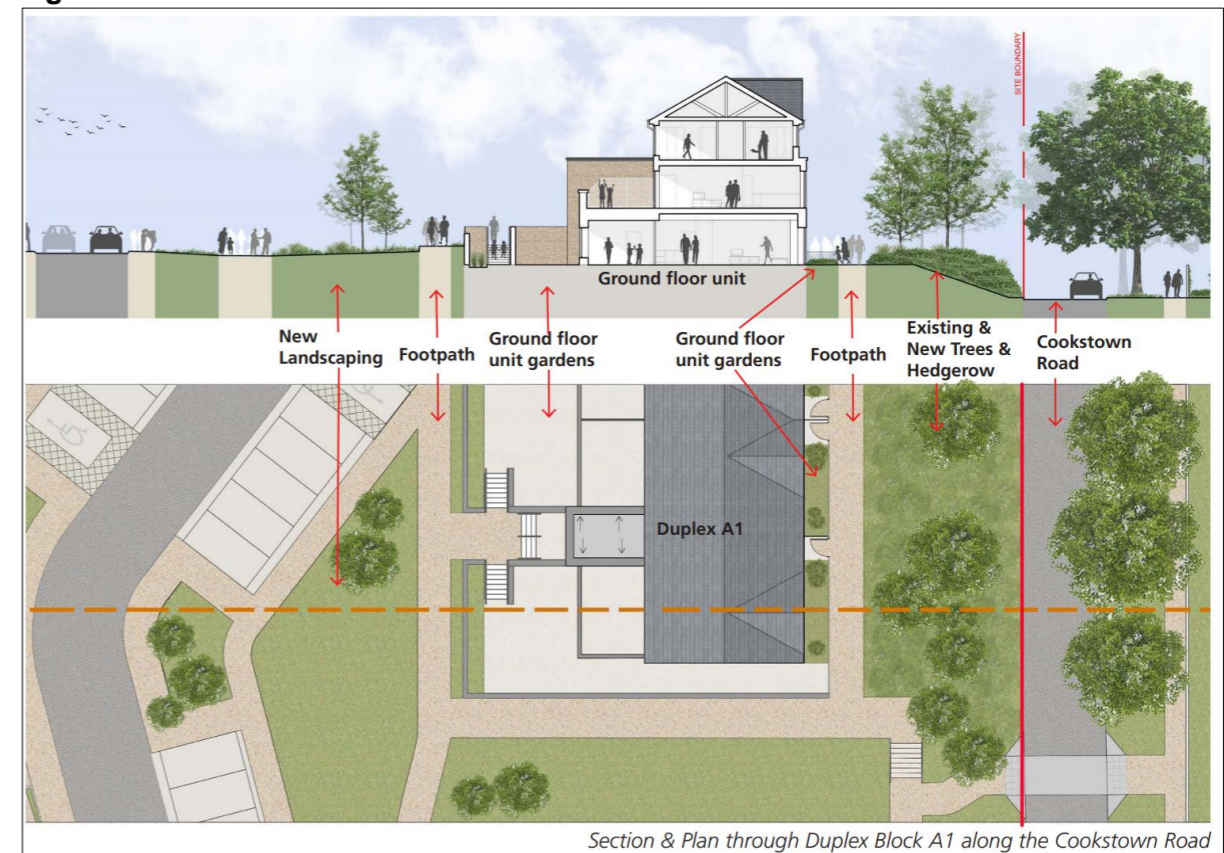 SITE BOUNDARY
Ground floor unit
New
Landscaping
Footpath
Ground floor
unit gardens
Ground floor
unit gardens
Footpath
Existing &
New Trees &
Hedgerow
Cookstown
Road
Duplex A1
Section & Plan through Duplex Block A1 along the Cookstown Road